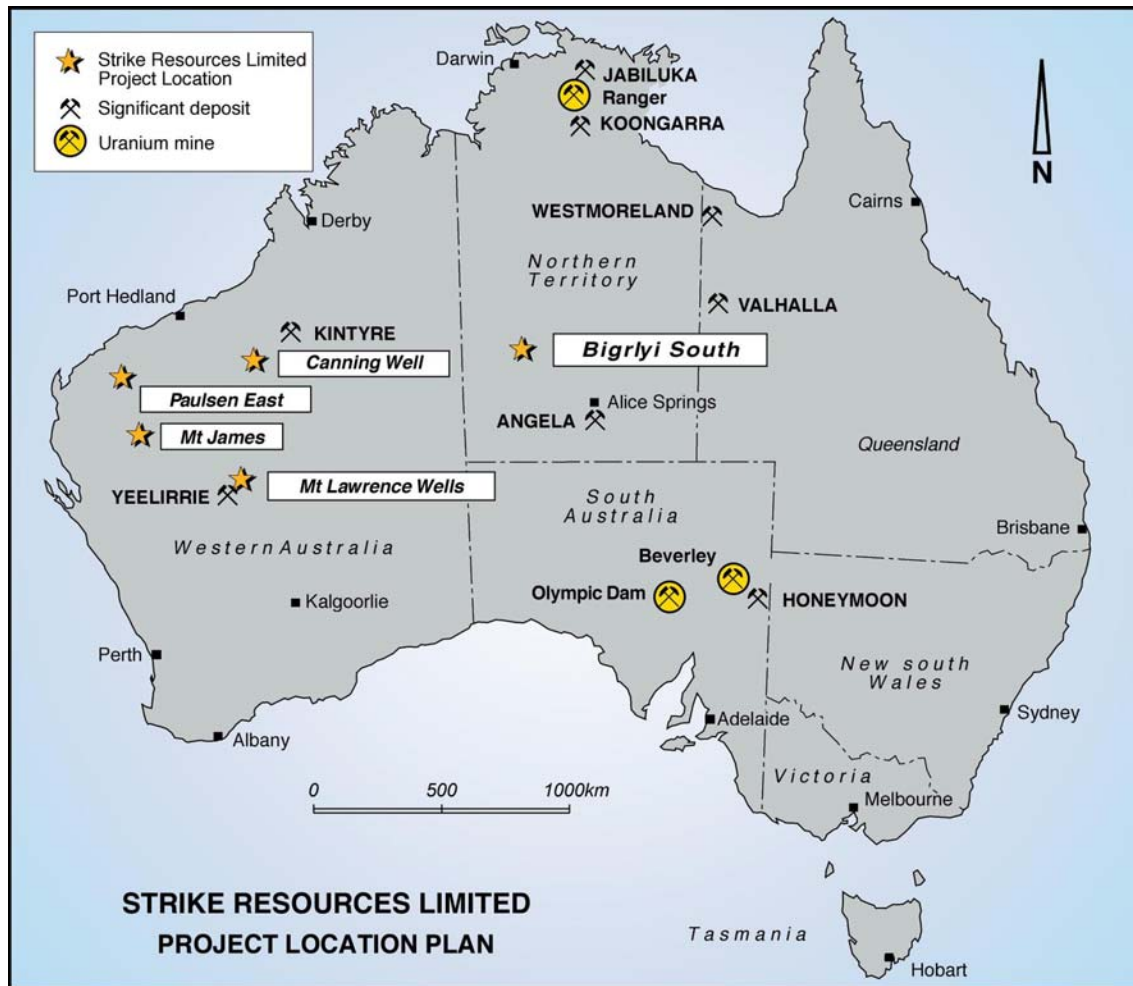 Strike Resources Limited
Project Location
Significant deposit
Uranium mine
N
Darwin
JABILUKA
Ranger
KOONGARRA
WESTMORELAND
Cairns
Derby
Northern
Territory
Port Hedland
KINTYRE
VALHALLA
Canning Well
Bigrlyi South
Paulsen East
Alice Springs
ANGELA
Mt James
Queensland
Mt Lawrence Wells
YEELIRRIE
South
Australia
Western Australia
Brisbane
Beverley
Olympic Dam
HONEYMOON
Kalgoorlie
Perth
New south
Wales
Sydney
Adelaide
Albany
Victoria
Melbourne
0 500 1000km
STRIKE RESOURCES LIMITED
PROJECT LOCATION PLAN
Tasmania
Hobart